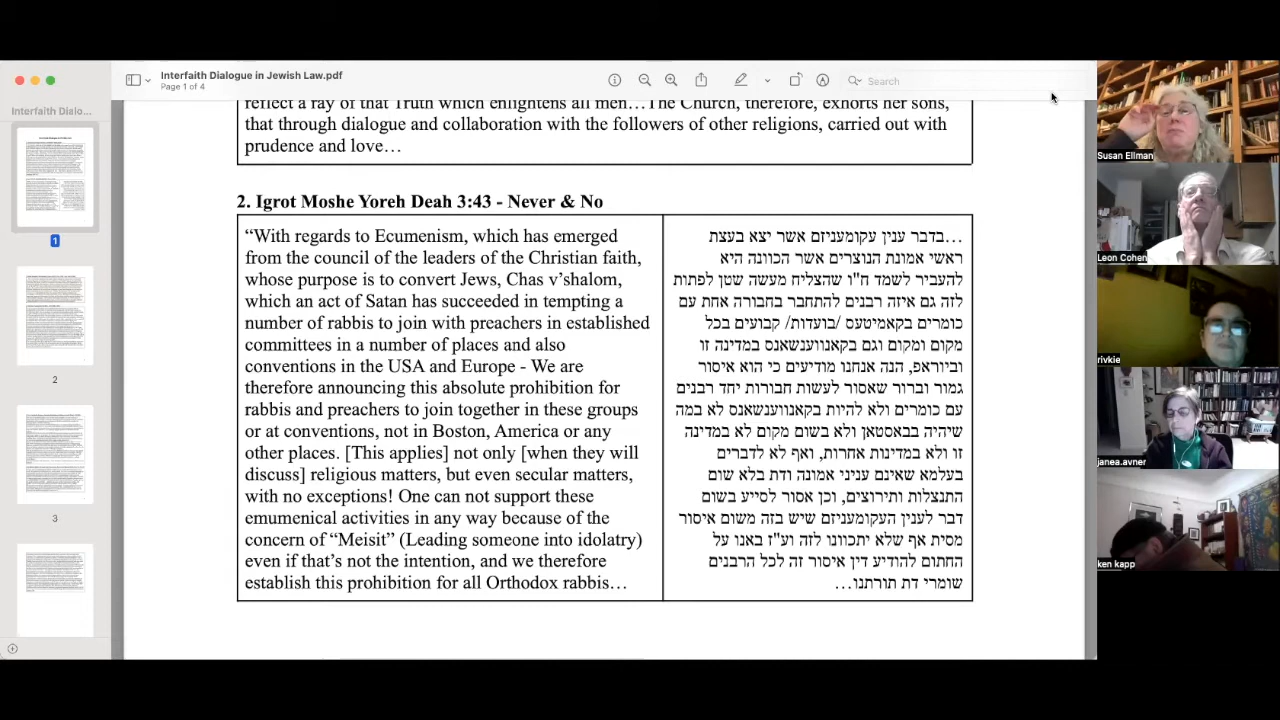 Interfaith Dialogue in Jewish Law.pdf
Page 1 of 4
Search
Interfaith Dialo...
1
2
3
reflect a ray of that Truth which enlightens all men…The Church, therefore, exhorts her sons,
that through dialogue and collaboration with the followers of other religions, carried out with
prudence and love…
2. Igrot Moshe Yoreh Deah 3:43 - Never & No
“With regards to Ecumenism, which has emerged
from the council of the leaders of the Christian faith,
whose purpose is to convert Jews, c’has v’shalom,
which an act of Satan has succeeded in tempting a
number of rabbis to join with preachers in established
committees in a number of places and also
conventions in the USA and Europe - We are
therefore announcing this absolute prohibition for
rabbis and preachers to join together in these groups
or at conventions, not in Boston America or any
other places. [This applies] not only [when they will
discuss] religious matters, but even secular matters,
with no exceptions! One can not support these
emumenical activities in any way because of the
concern of “Meisit” (Leading someone into idolatry)
even if that’s not the intention and we therefore
establish this prohibition for all Orthodox rabbis…
…בדבר ענין עקומעניזם אשר יצא בעצת
ראשי אמונת הנוצרים אשר הכוונה היא
להעביר לשמד ח"ו שהצליח מעשה שטן לפתות
לזה גם איזה רבנים להתחבר בחבורה אחת עם
כומרים בקאמיטעס /בועדות/ קבועים בכל
מקום ומקום וגם בקאנווענשאנס במדינה זו
וביוראפ, הנה אנחנו מודיעים כי הוא איסור
גמור וברור שאסור לעשות חבורות יחד רבנים
עם כומרים ולא להיות בקאנווענשאנס לא במה
שיהיה בבאסטאן ולא בשום מקום לא במדינה
זו ולא במדינות אחרות, ואף לא לדברים
בעלמא שאינם עניני אמונה ודת בלא שום
התנצלות ותירוצים, וכן אסור לסייע בשום
דבר לענין העקומעניזם שיש בזה משום איסור
מסית אף שלא יתכוונו לזה וע"ז באנו על
החתום להודיע דין איסור זה לכל הרבנים
שומרי דת תורתנו…
Susan Ellman
Leon Cohen
rivkie
janea.avner
ken kapp